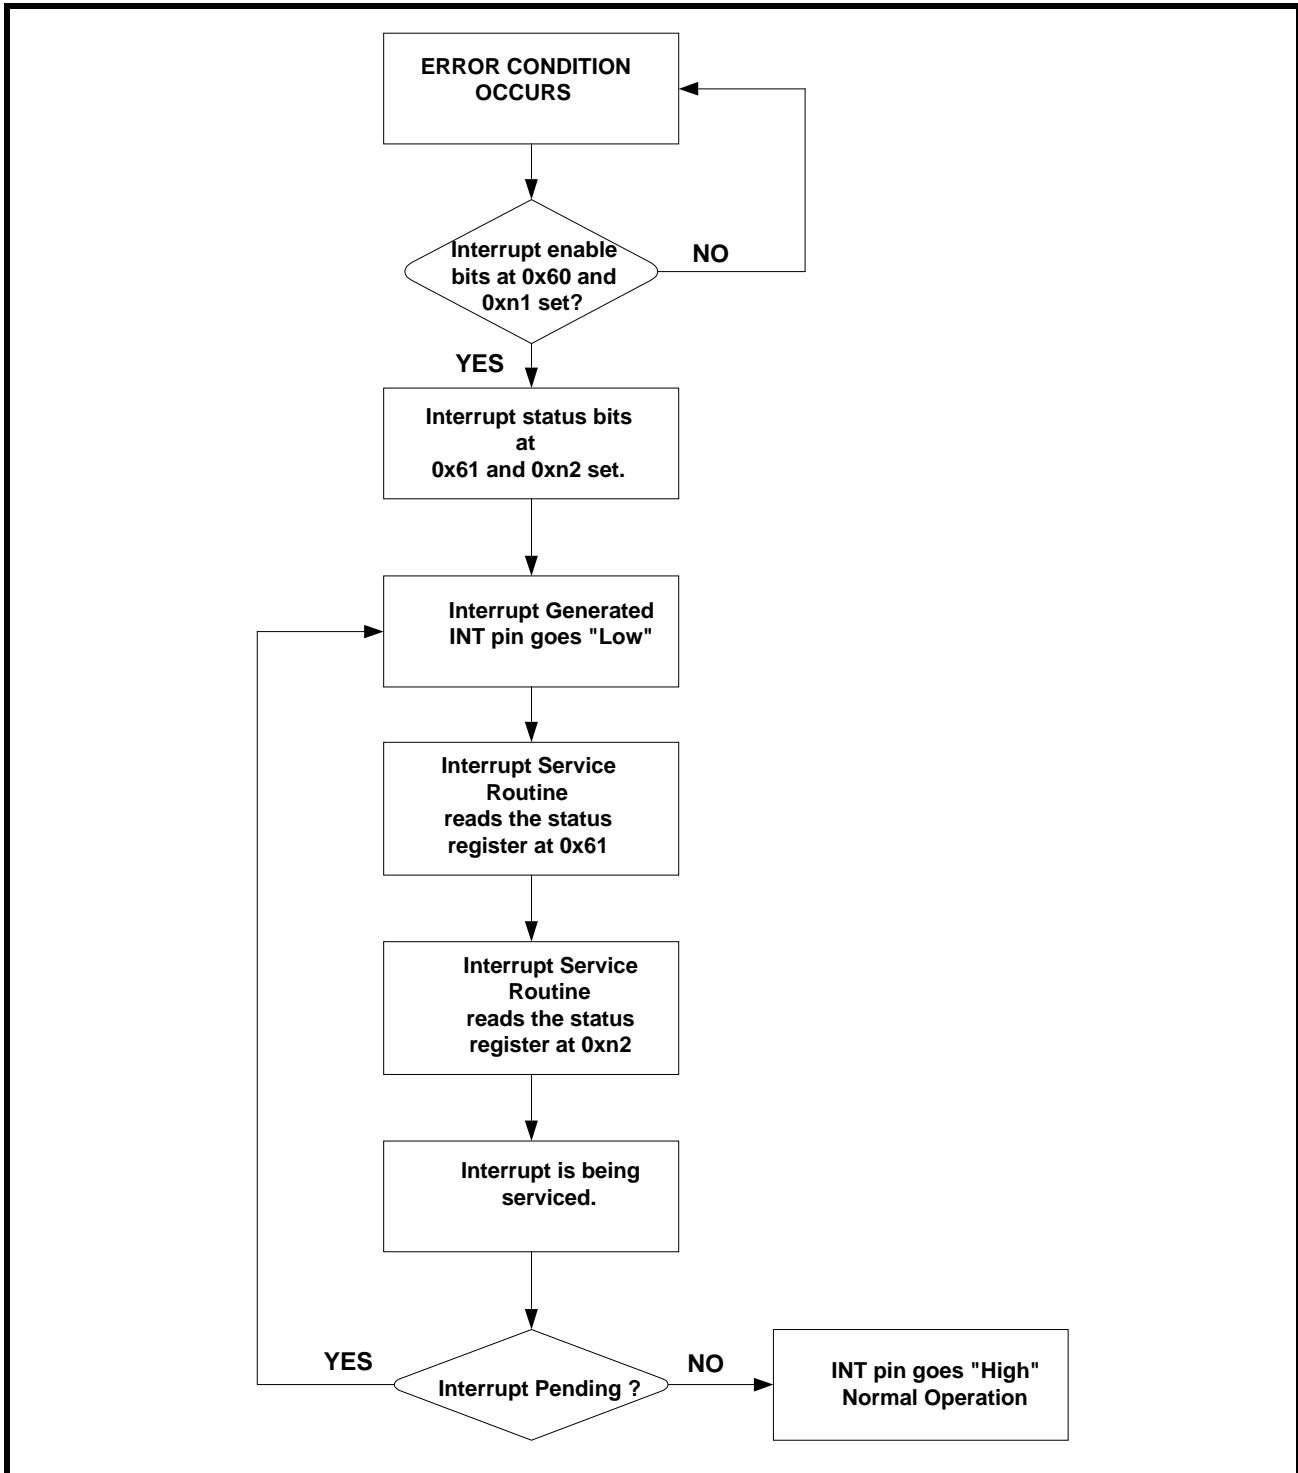 ERROR CONDITION
OCCURS
Interrupt enable
bits at 0x60 and
0xn1 set?
NO
YES
Interrupt status bits
at
0x61 and 0xn2 set.
Interrupt Generated
INT pin goes "Low"
Interrupt Service
Routine
reads the status
register at 0x61
Interrupt Service
Routine
reads the status
register at 0xn2
Interrupt is being
serviced.
YES
Interrupt Pending ?
NO
INT pin goes "High"
Normal Operation